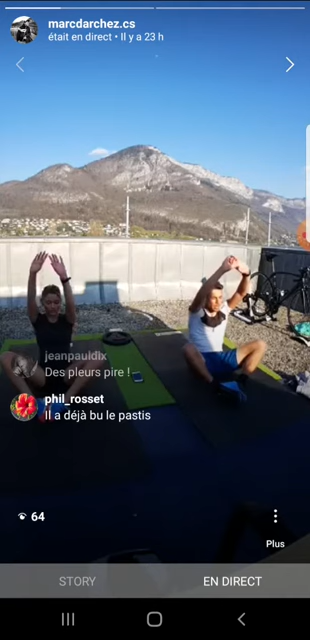 marcdarchez.cs
était en direct • Il y a 23 h
jeanpauldix
Des pleurs pire !
phil_rosset
Il a déjà bu le pastis
64
Plus
STORY
EN DIRECT